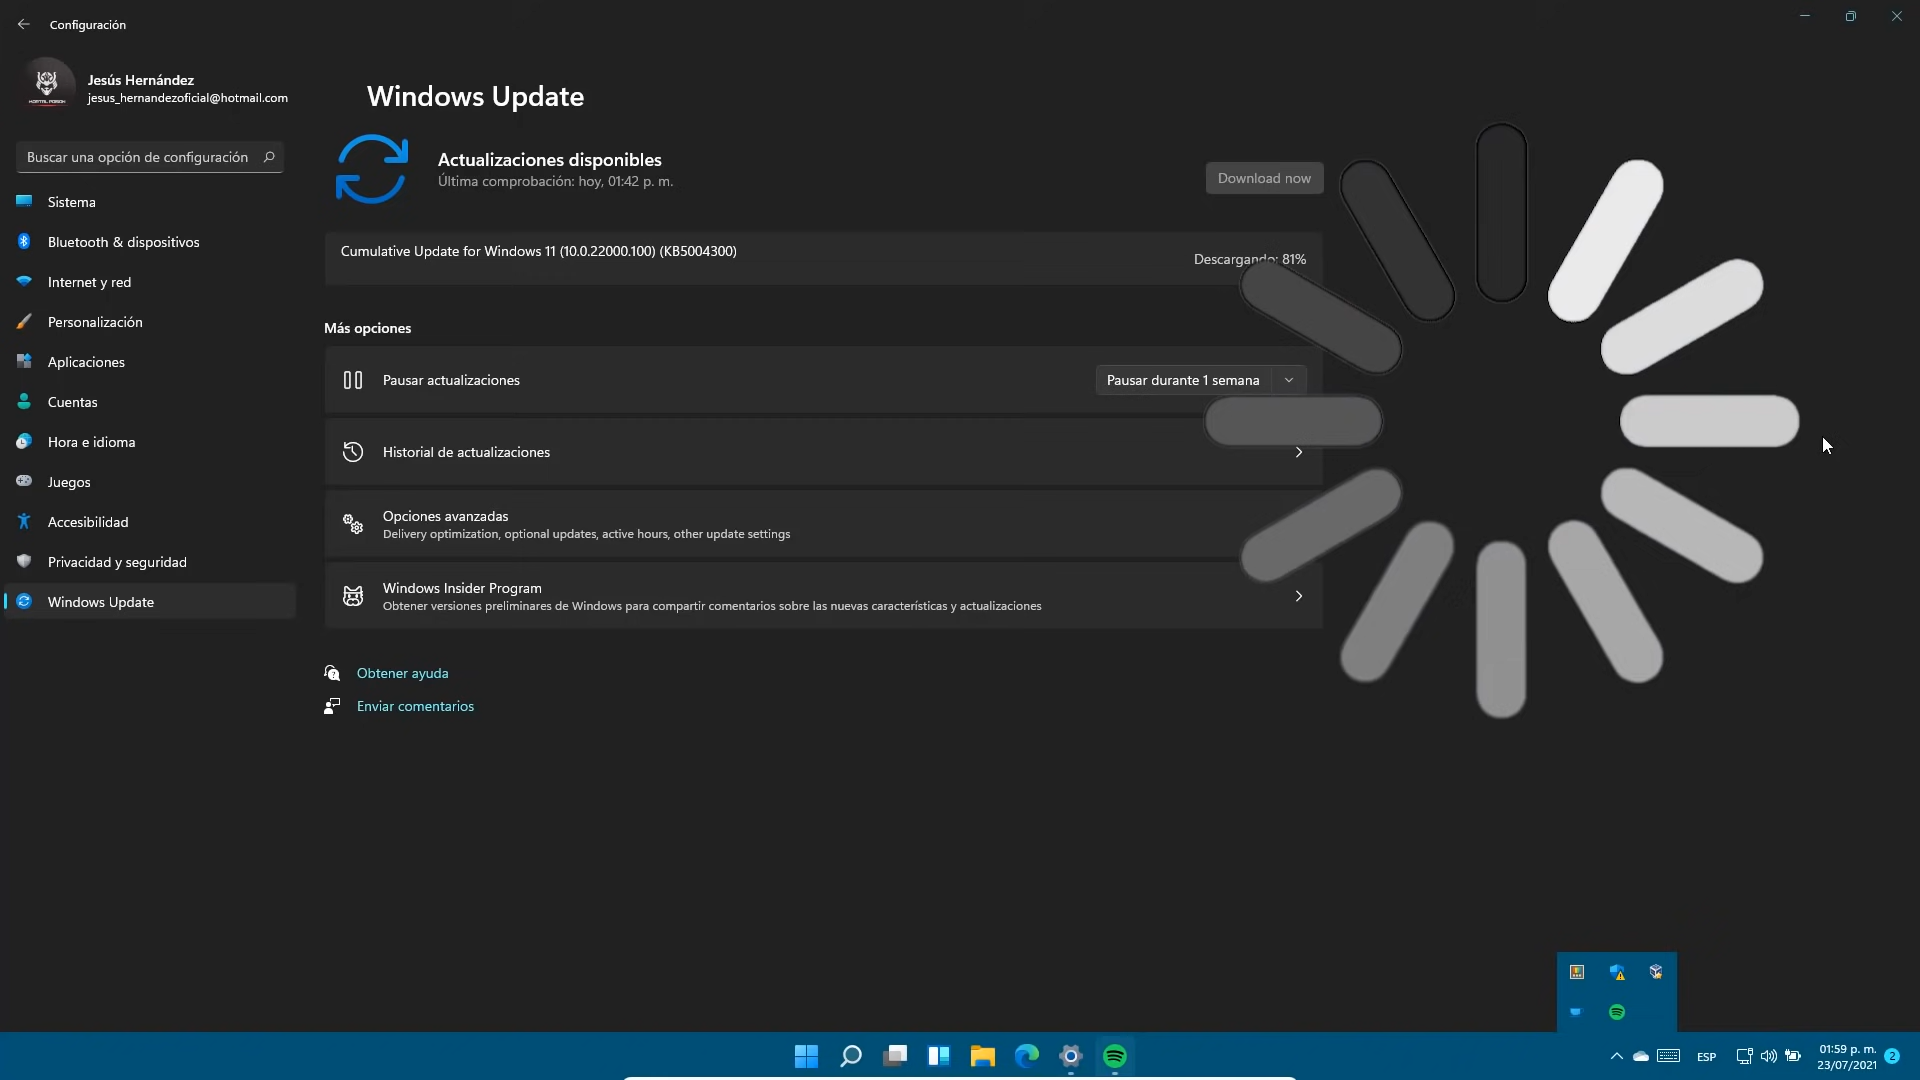 Configuración
Jesús Hernández
jesus_hernandezoficial@hotmail.com
Buscar una opción de configuración
Sistema
Bluetooth & dispositivos
Internet y red
Personalización
Aplicaciones
Cuentas
Hora e idioma
Juegos
Accesibilidad
Privacidad y seguridad
Windows Update
Windows Update
Actualizaciones disponibles
Última comprobación: hoy, 01:42 p. m.
Download now
Cumulative Update for Windows 11 (10.0.22000.100) (KB5004300)
Descargando: 81%
Más opciones
Pausar actualizaciones
Pausar durante 1 semana
Historial de actualizaciones
Opciones avanzadas
Delivery optimization, optional updates, active hours, other update settings
Windows Insider Program
Obtener versiones preliminares de Windows para compartir comentarios sobre las nuevas características y actualizaciones
Obtener ayuda
Enviar comentarios
ESP
01:59 p. m.
23/07/2021
2